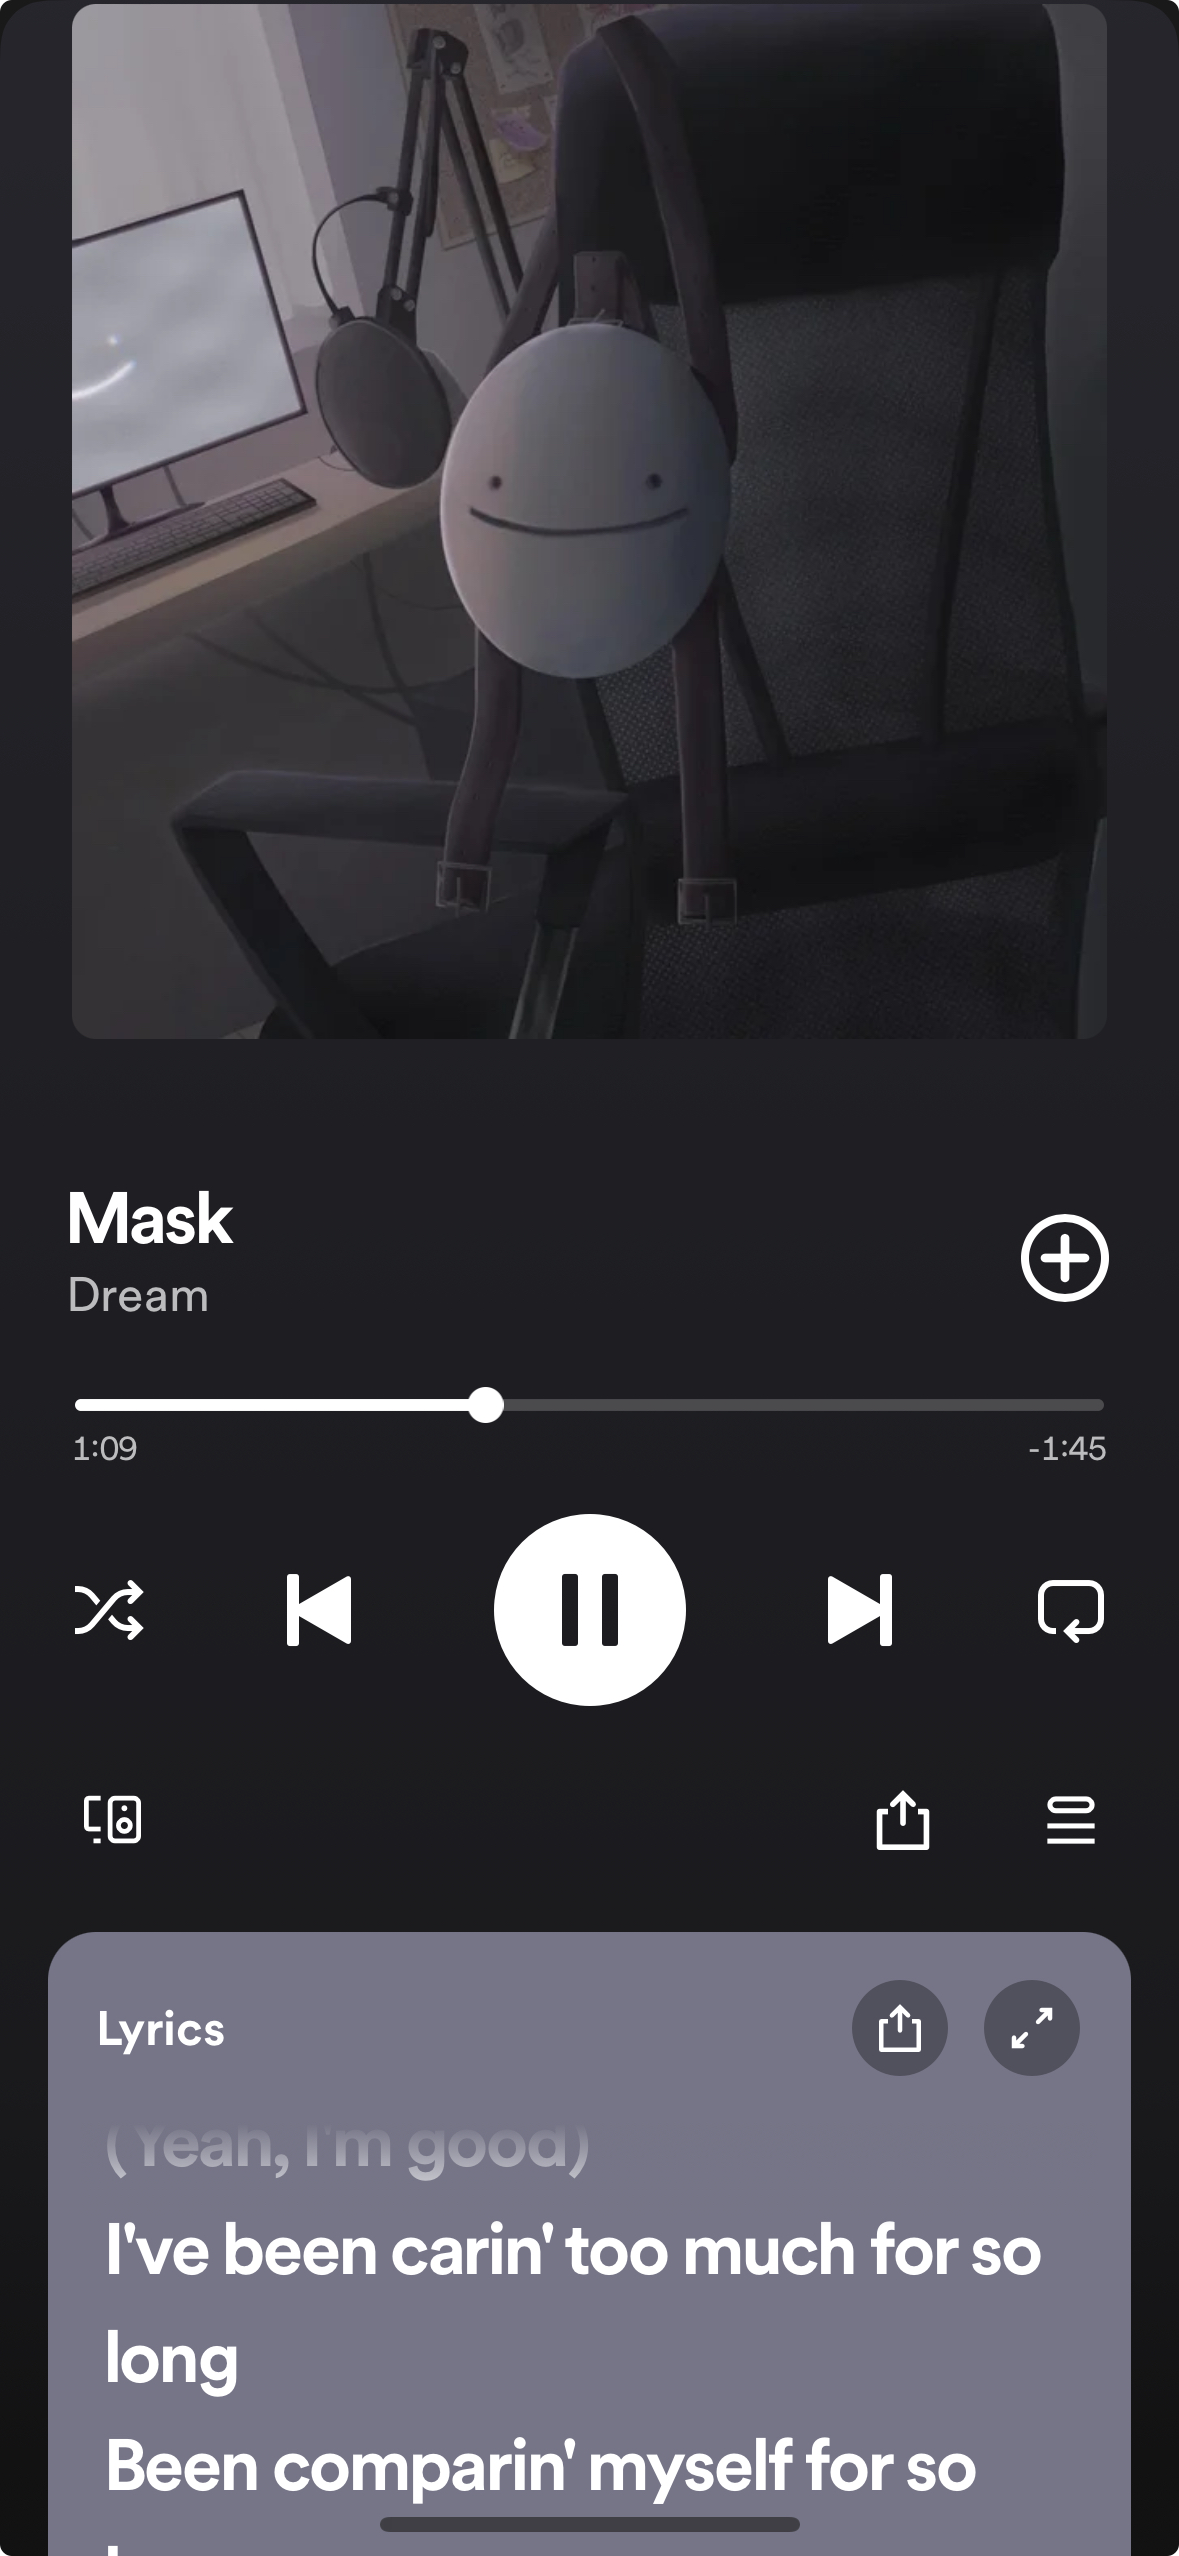 Mask
Dream
1:09
-1:45
Lyrics
(Yeah, I'm good)
I've been carin' too much for so
long
Been comparin' myself for so